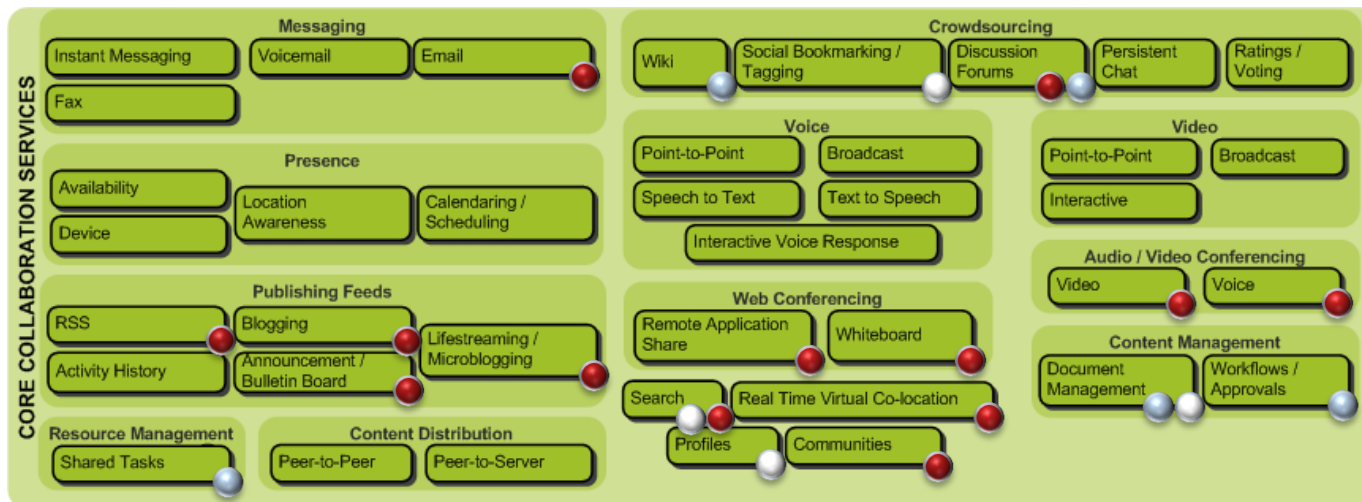 CORE COLLABORATION SERVICES
Messaging
Instant Messaging
Voicemail
Email
Fax
Presence
Availability
Location
Awareness
Calendaring /
Scheduling
Device
Publishing Feeds
RSS
Blogging
Lifestreaming /
Microblogging
Activity History
Announcement /
Bulletin Board
Resource Management
Shared Tasks
Content Distribution
Peer-to-Peer
Peer-to-Server
Crowdsourcing
Wiki
Social Bookmarking /
Tagging
Discussion
Forums
Persistent
Chat
Ratings /
Voting
Voice
Point-to-Point
Broadcast
Speech to Text
Text to Speech
Interactive Voice Response
Video
Point-to-Point
Broadcast
Interactive
Audio / Video Conferencing
Video
Voice
Web Conferencing
Remote Application
Share
Whiteboard
Search
Real Time Virtual Co-location
Profiles
Communities
Content Management
Document
Management
Workflows /
Approvals